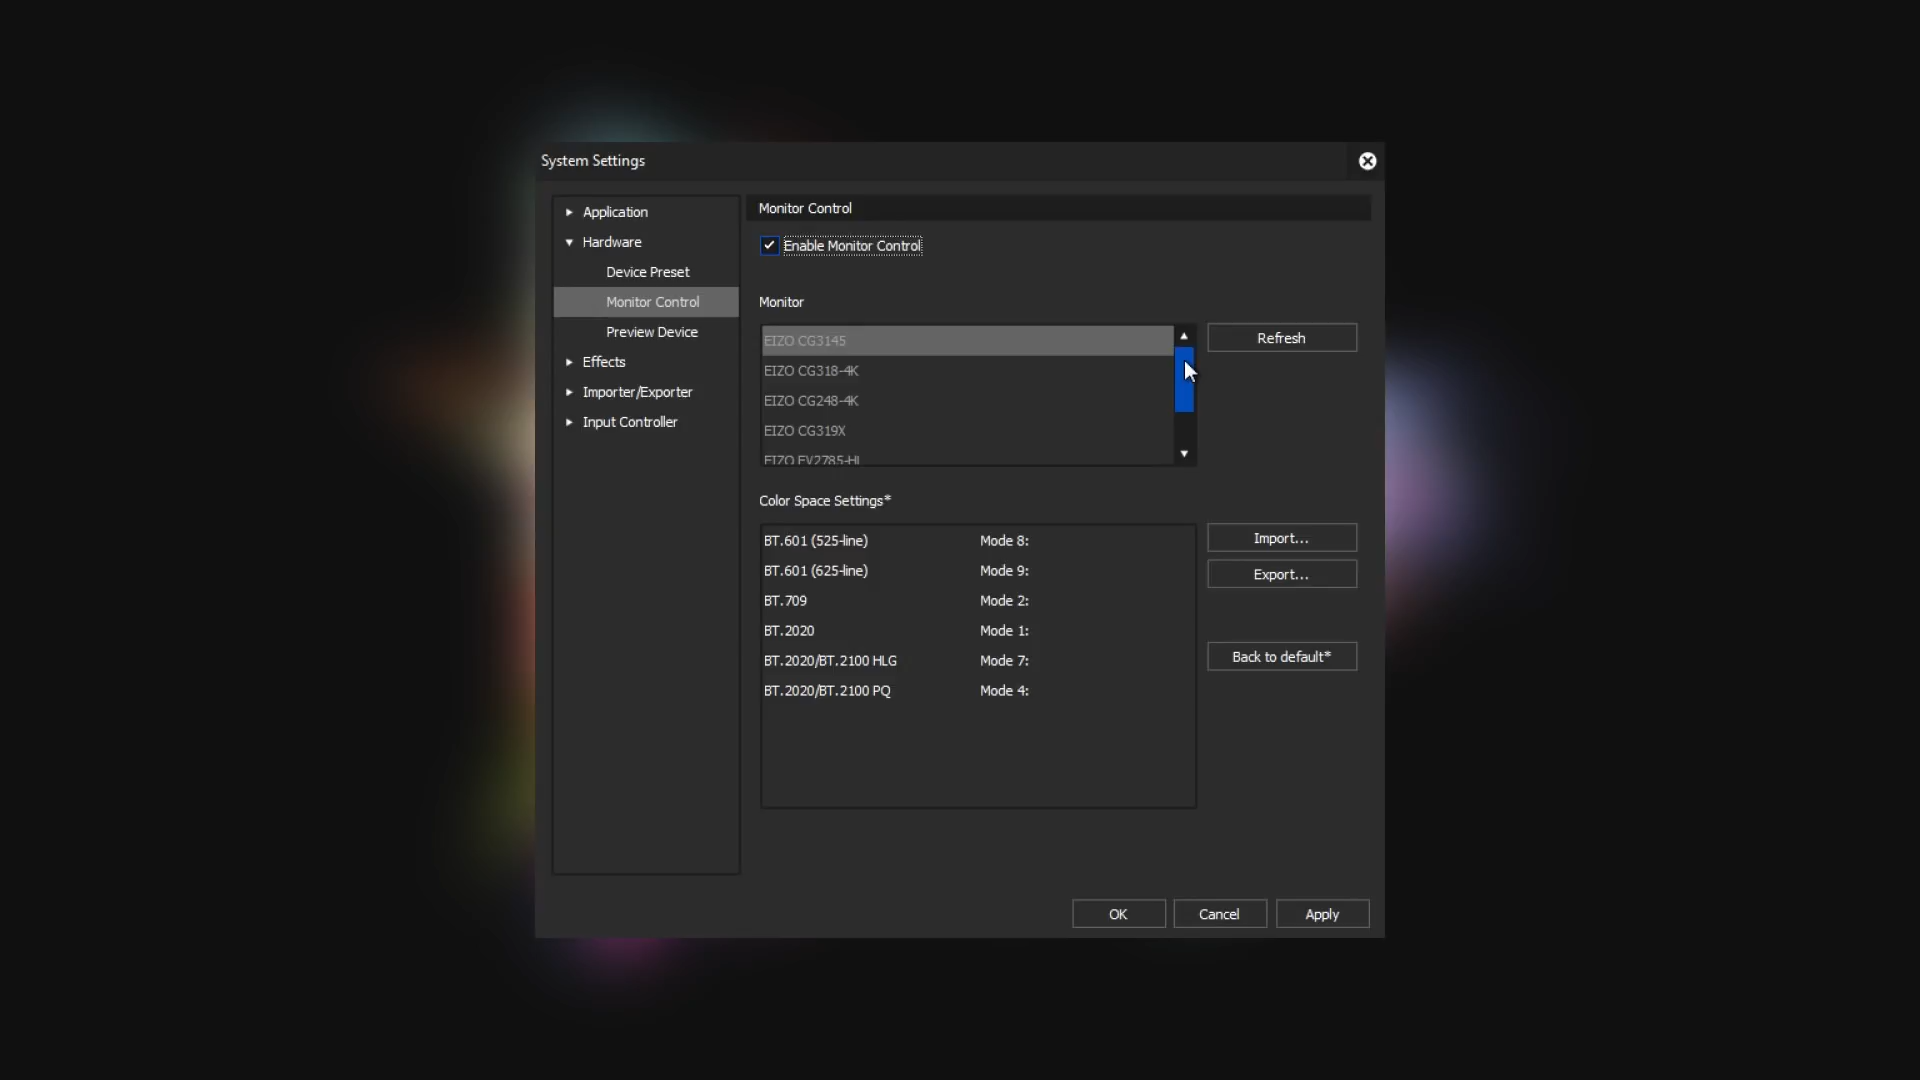 System Settings
Application
Hardware
Device Preset
Monitor Control
Preview Device
Effects
Importer/Exporter
Input Controller
Monitor Control
Enable Monitor Control
Monitor
EIZO CG3145
EIZO CG318-4K
EIZO CG248-4K
EIZO CG319X
EIZO EV2785-HL
Refresh
Color Space Settings*
BT.601 (525-line) Mode 8:
BT.601 (625-line) Mode 9:
BT.709 Mode 2:
BT.2020 Mode 1:
BT.2020/BT.2100 HLG Mode 7:
BT.2020/BT.2100 PQ Mode 4:
Import...
Export...
Back to default*
OK Cancel Apply